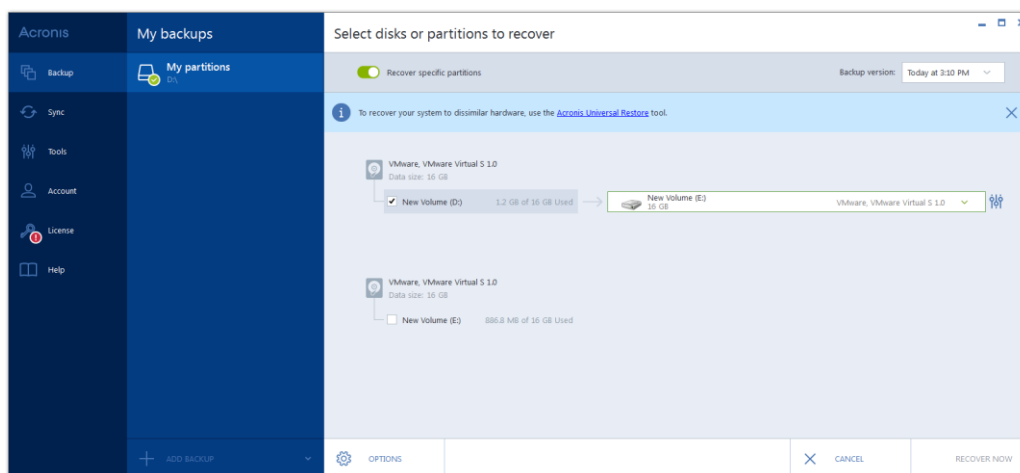 Acronis
My backups
Select disks or partitions to recover
Backup
My partitions
D:\
Recover specific partitions
Backup version:
Today at 3:10 PM
Sync
To recover your system to dissimilar hardware, use the Acronis Universal Restore tool.
Tools
VMware, VMware Virtual S 1.0
Data size: 16 GB
Account
New Volume (D:)
1.2 GB of 16 GB Used
New Volume (E:)
16 GB
VMware, VMware Virtual S 1.0
License
Help
VMware, VMware Virtual S 1.0
Data size: 16 GB
New Volume (E:)
886.8 MB of 16 GB Used
ADD BACKUP
OPTIONS
CANCEL
RECOVER NOW